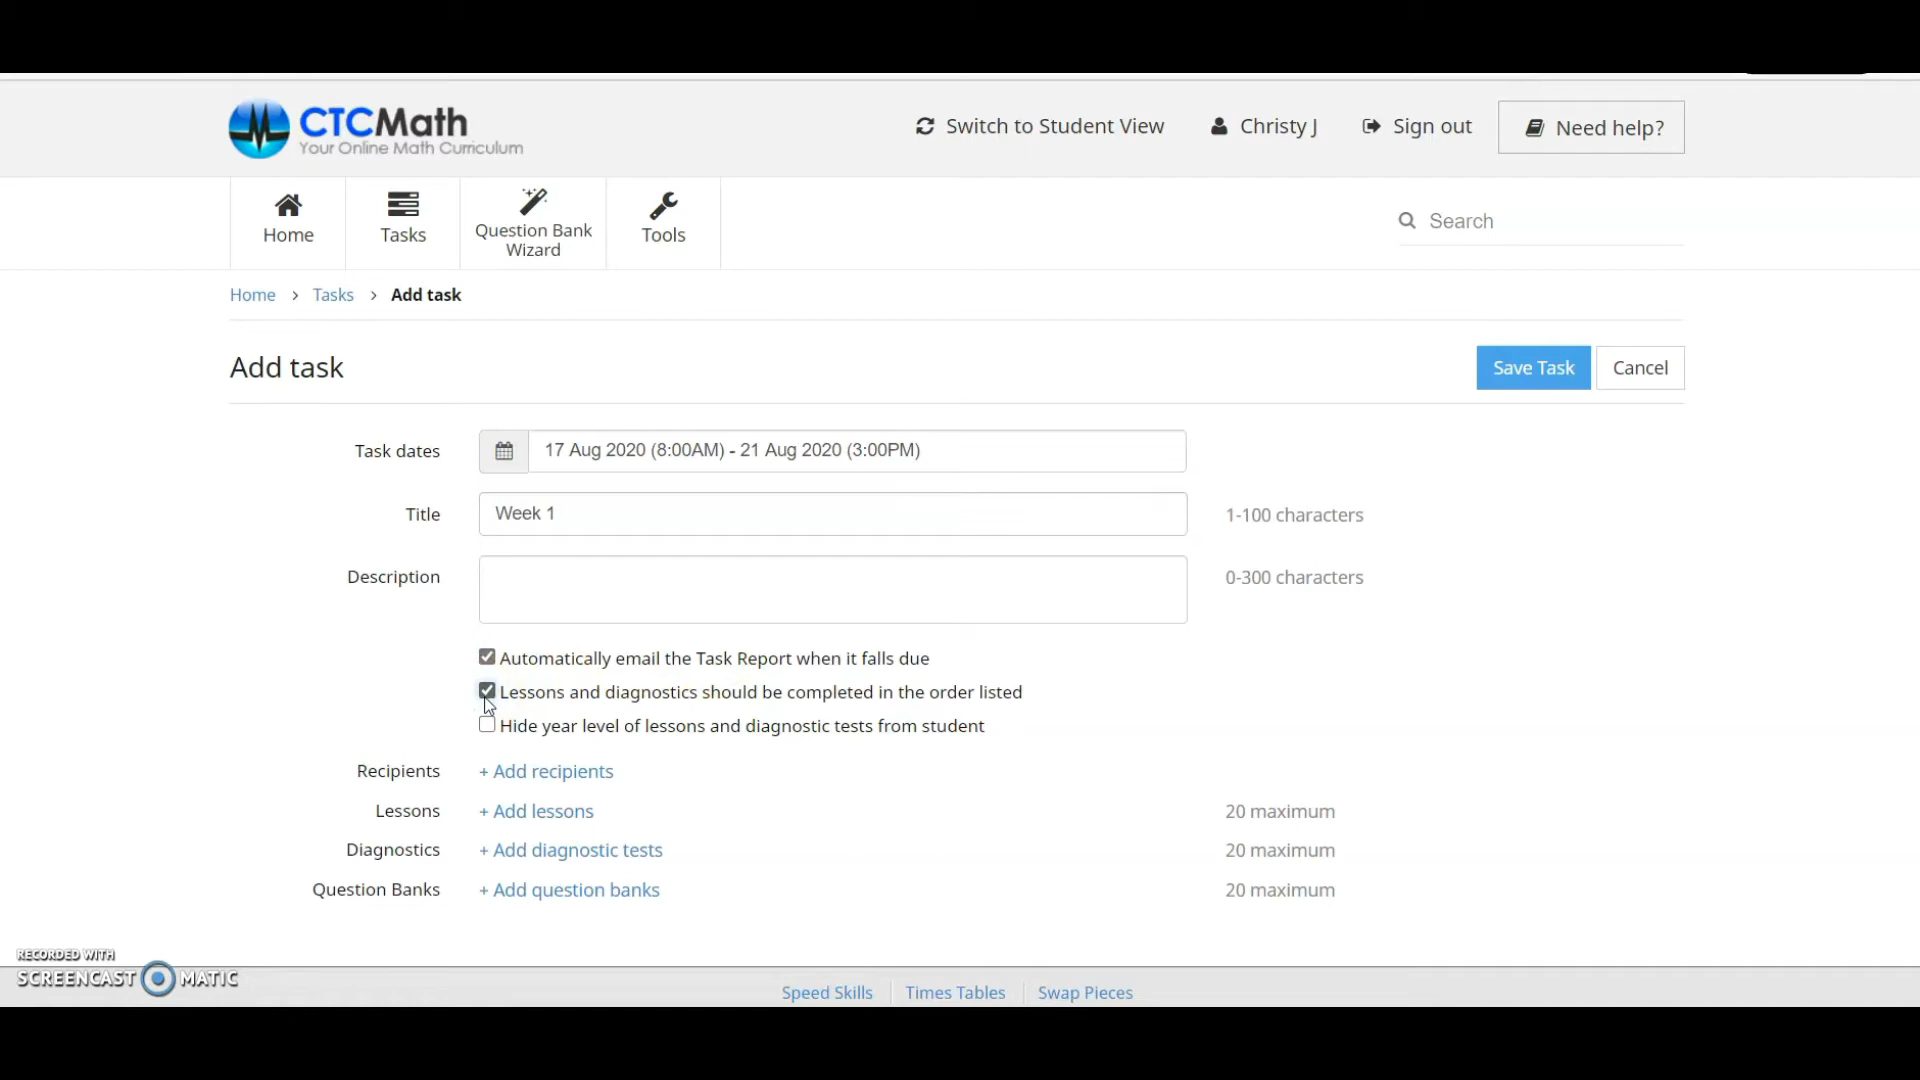 CTCMath
Your Online Math Curriculum
Switch to Student View
Christy J
Sign out
Need help?
Home
Tasks
Question Bank
Wizard
Tools
Search
Home > Tasks > Add task
Add task
Save Task
Cancel
Task dates
17 Aug 2020 (8:00AM) - 21 Aug 2020 (3:00PM)
Title
Week 1
1-100 characters
Description
0-300 characters
Automatically email the Task Report when it falls due
Lessons and diagnostics should be completed in the order listed
Hide year level of lessons and diagnostic tests from student
Recipients
+ Add recipients
Lessons
+ Add lessons
20 maximum
Diagnostics
+ Add diagnostic tests
20 maximum
Question Banks
+ Add question banks
20 maximum
RECORDED WITH
SCREENCAST MATIC
Speed Skills
Times Tables
Swap Pieces